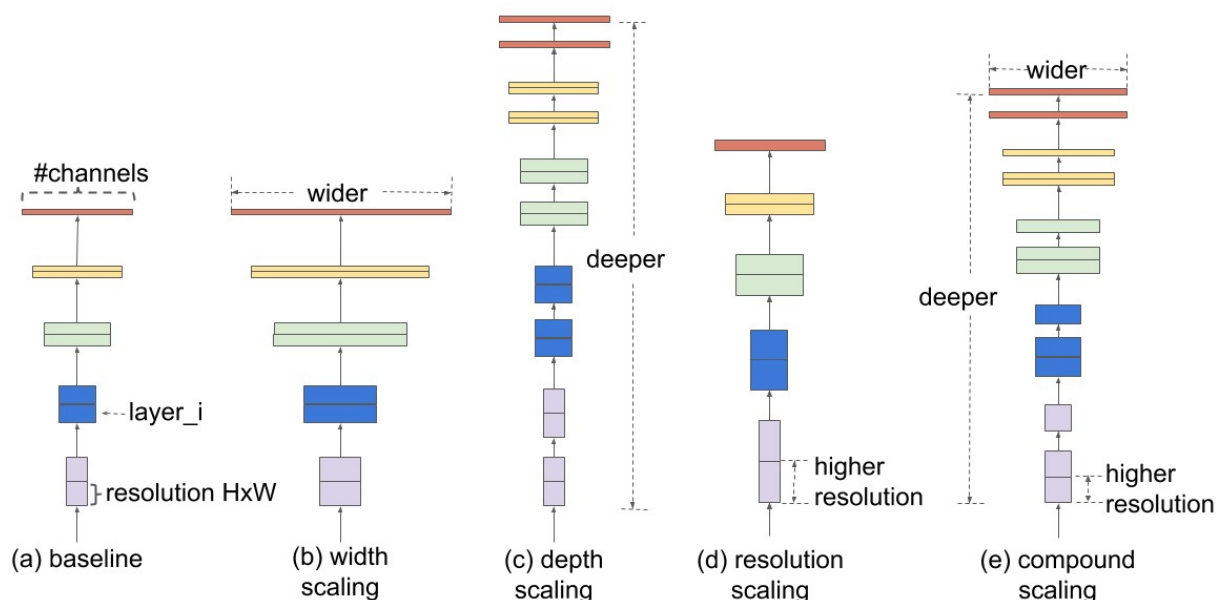 #channels
layer_i
resolution HxW
(a) baseline
wider
(b) width
scaling
deeper
(c) depth
scaling
higher
resolution
(d) resolution
scaling
wider
deeper
higher
resolution
(e) compound
scaling